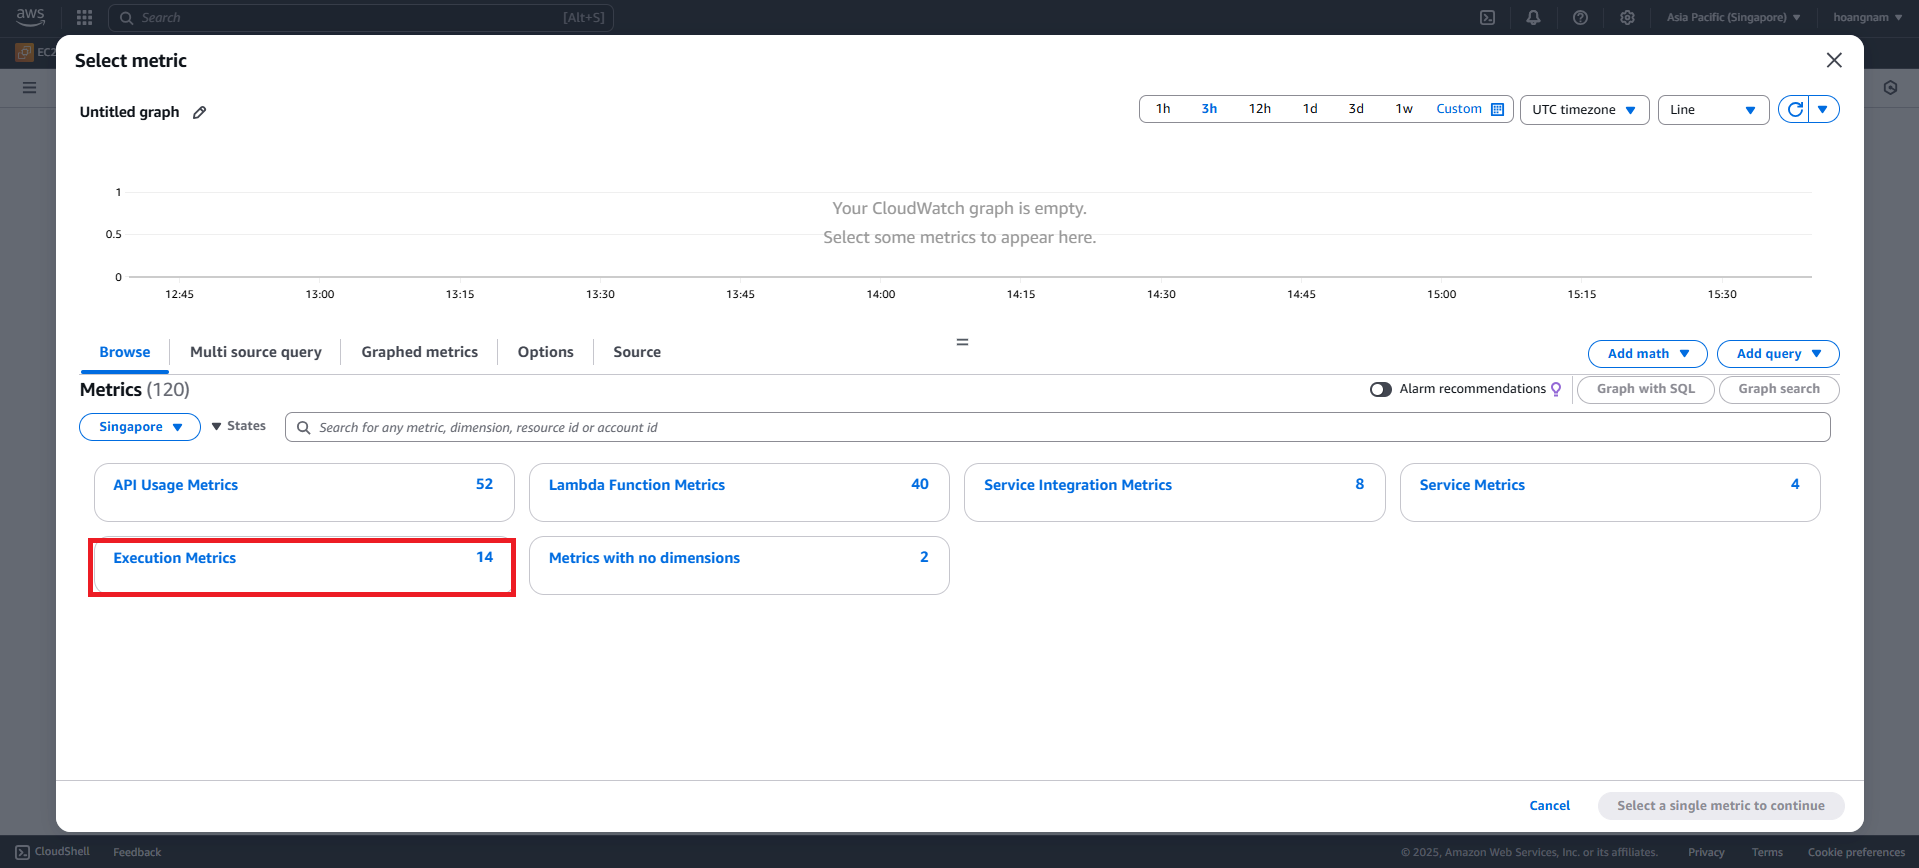 aws
Search
[Alt+S]
Asia Pacific (Singapore)
hoangnam
EC2
Select metric
Untitled graph
1h 3h 12h 1d 3d 1w Custom
UTC timezone
Line
1
0.5
0
Your CloudWatch graph is empty.
Select some metrics to appear here.
12:45 13:00 13:15 13:30 13:45 14:00 14:15 14:30 14:45 15:00 15:15 15:30
Browse Multi source query Graphed metrics Options Source
Add math Add query
Metrics (120)
Alarm recommendations
Graph with SQL Graph search
Singapore
States
Search for any metric, dimension, resource id or account id
API Usage Metrics 52
Lambda Function Metrics 40
Service Integration Metrics 8
Service Metrics 4
Execution Metrics 14
Metrics with no dimensions 2
Cancel
Select a single metric to continue
CloudShell Feedback
© 2025, Amazon Web Services, Inc. or its affiliates. Privacy Terms Cookie preferences